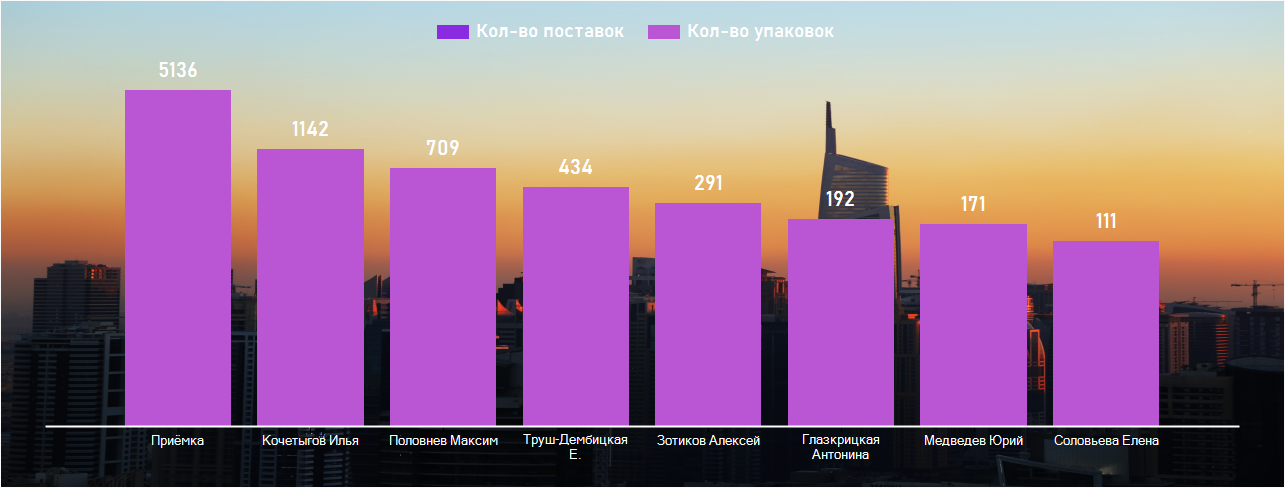 Кол-во поставок Кол-во упаковок
5136
1142
709
434
291
192
171
111
Приёмка
Кочетыгов Илья
Половнев Максим
Труш-Дембицкая
Е.
Зотиков Алексей
Глазкрицкая
Антонина
Медведев Юрий
Соловьева Елена